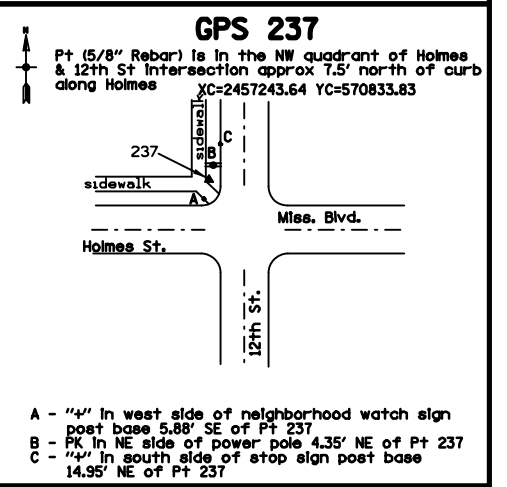 GPS 237
N
Pt (5/8" Rebar) is in the NW quadrant of Holmes
& 12th St intersection approx 7.5' north of curb
along Holmes
XC=2457243.64 YC=570833.83
sidewalk
C
237
B
sidewalk
A
Miss. Blvd.
Holmes St.
12th St.
A - "+" in west side of neighborhood watch sign
post base 5.88' SE of Pt 237
B - PK in NE side of power pole 4.35' NE of Pt 237
C - "+" in south side of stop sign post base
14.95' NE of Pt 237